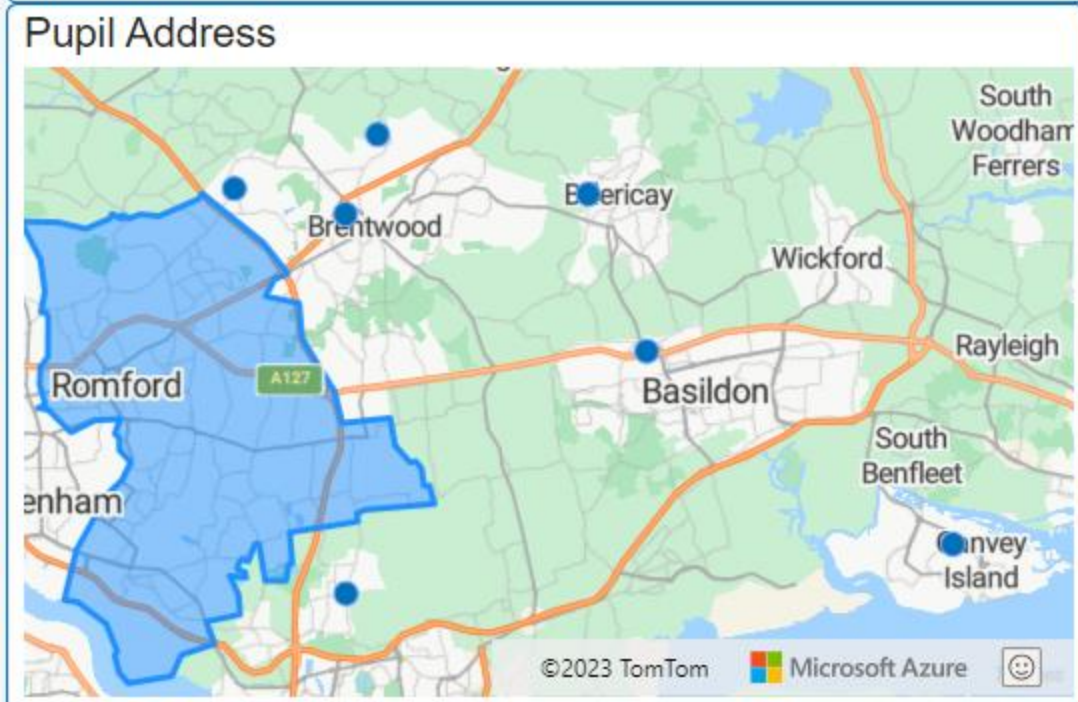 Pupil Address
South
Woodham
Ferrers
Brentwood
Wickford
Rayleigh
Romford
A127
Basildon
South
Benfleet
enham
Island
©2023 TomTom
Microsoft Azure